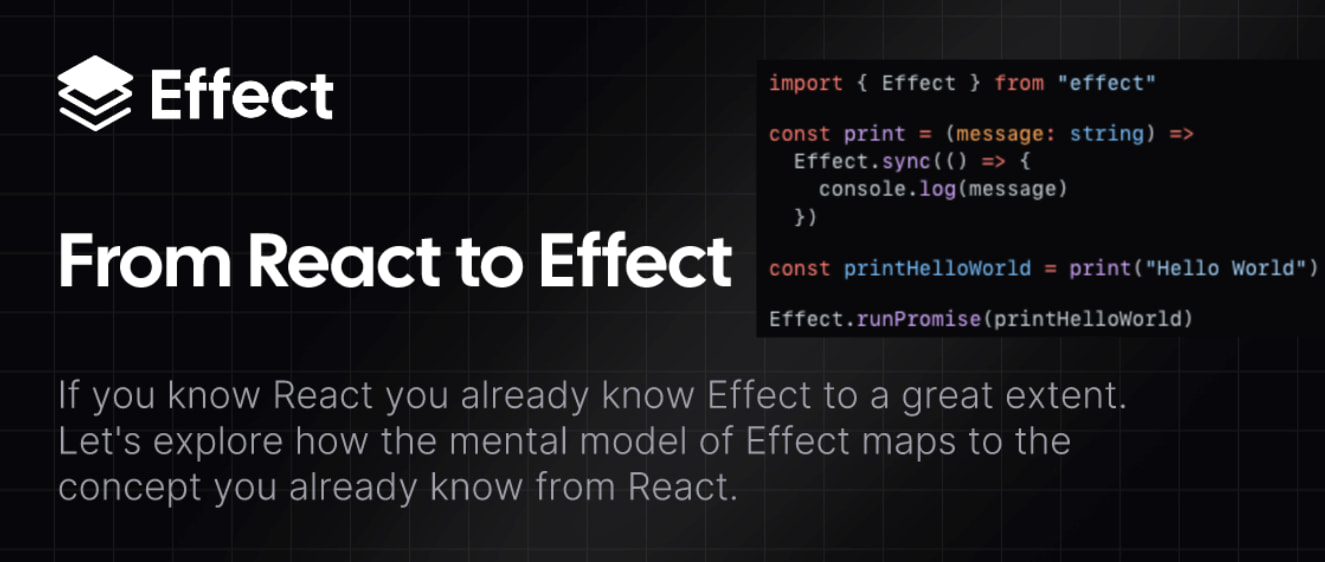 Effect
From React to Effect
If you know React you already know Effect to a great extent.
Let's explore how the mental model of Effect maps to the
concept you already know from React.
import { Effect } from "effect"
const print = (message: string) =>
  Effect.sync(() => {
    console.log(message)
  })
const printHelloWorld = print("Hello World")
Effect.runPromise(printHelloWorld)